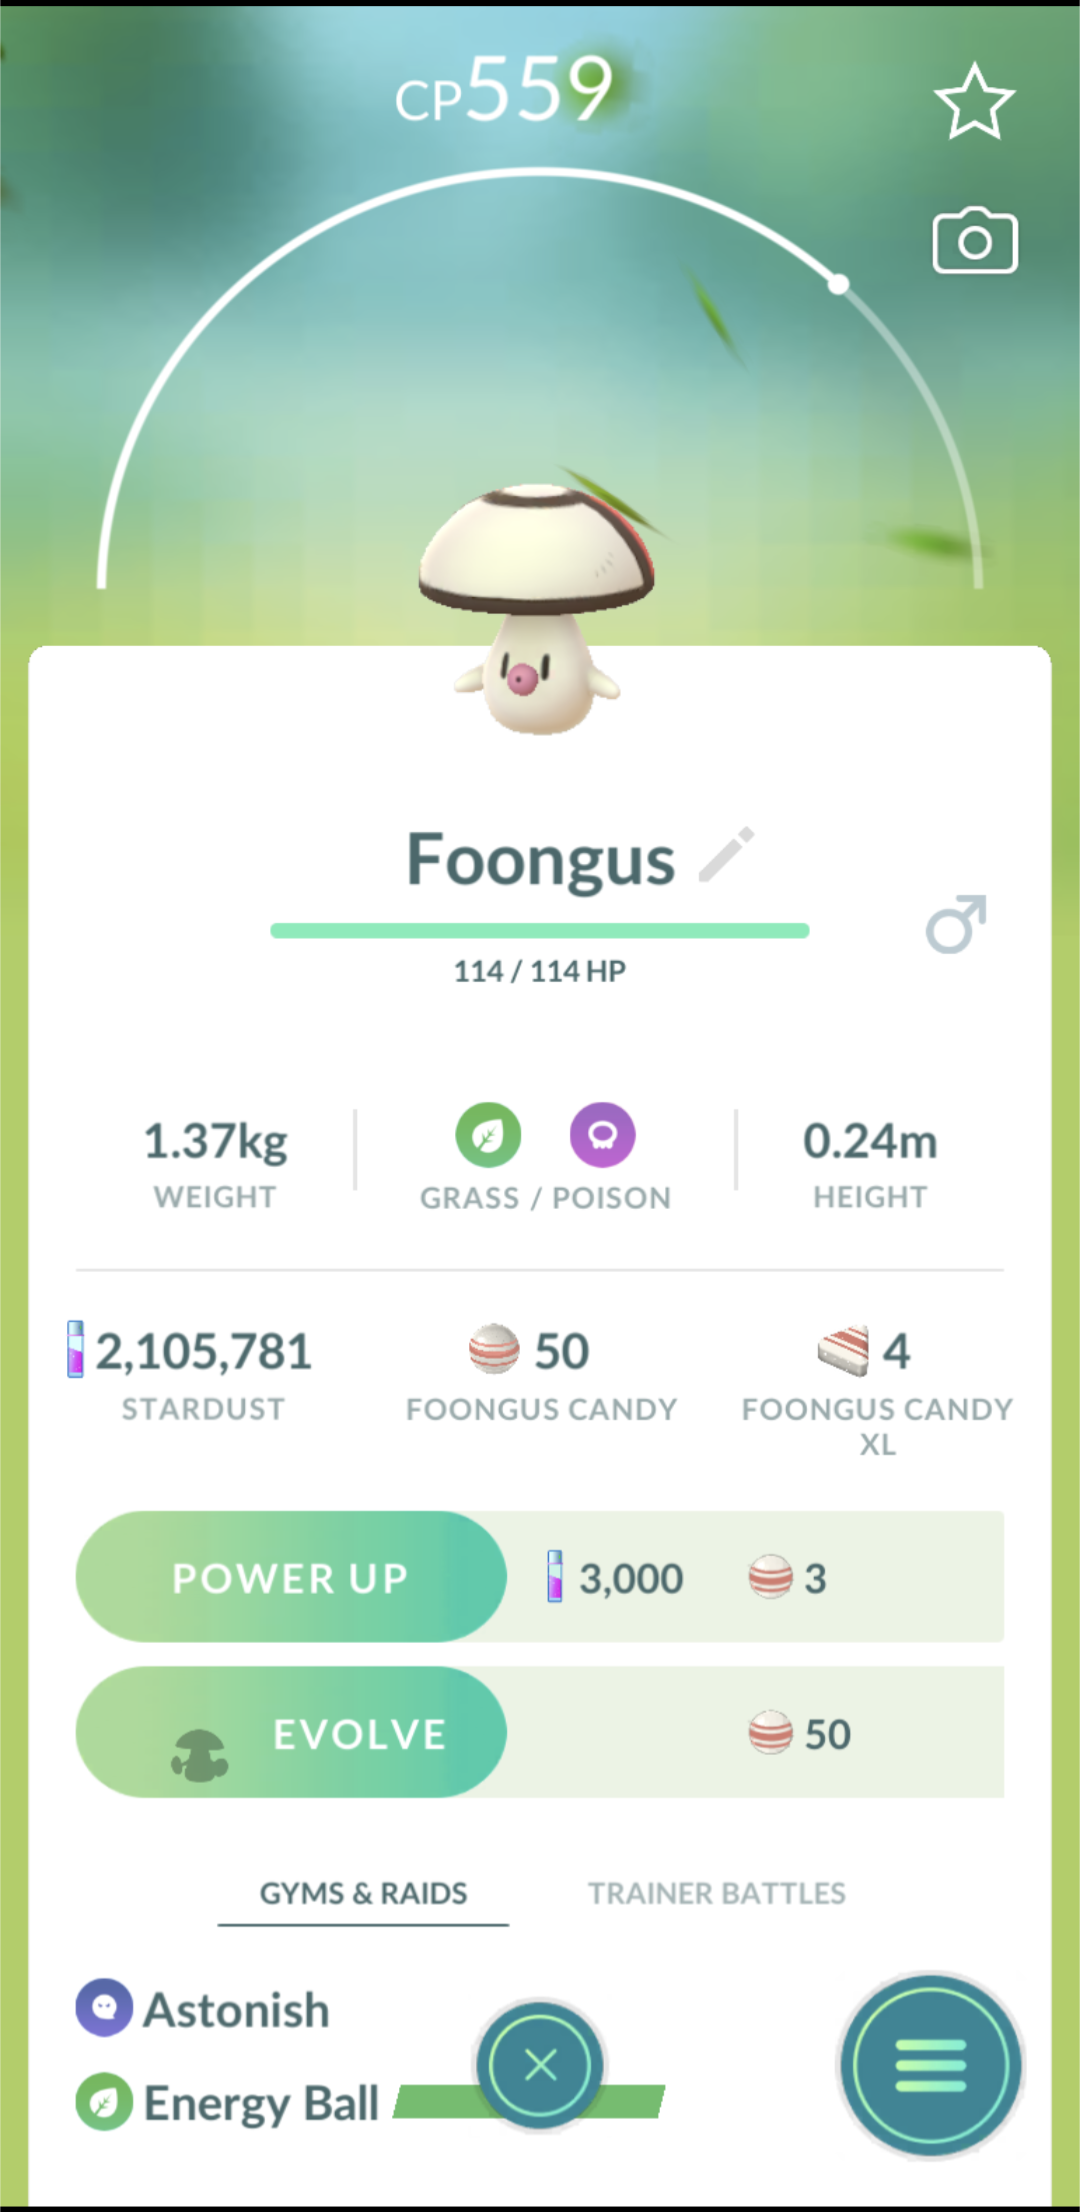 CP559
Foongus
114 / 114 HP
1.37kg
WEIGHT
GRASS / POISON
0.24m
HEIGHT
2,105,781
STARDUST
50
FOONGUS CANDY
4
FOONGUS CANDY
XL
POWER UP 3,000 3
EVOLVE 50
GYMS & RAIDS TRAINER BATTLES
Astonish
Energy Ball